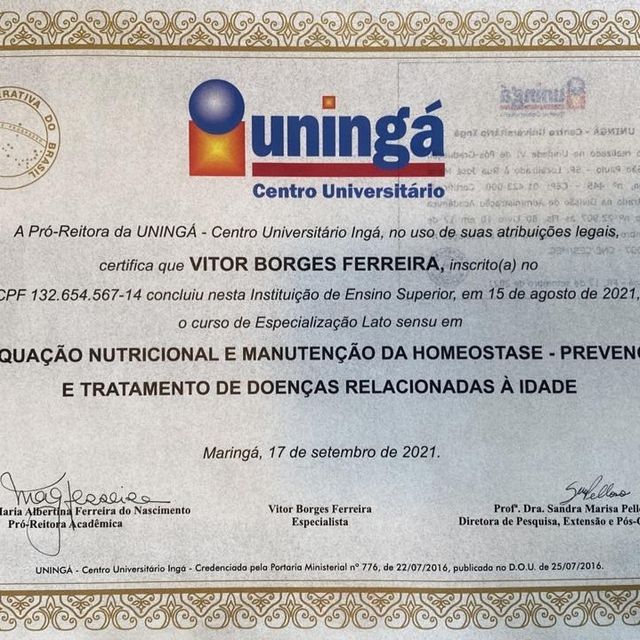 ERATIVA DO BRASIL
uningá
Centro Universitário
A Pró-Reitora da UNINGÁ - Centro Universitário Ingá, no uso de suas atribuições legais,
certifica que VITOR BORGES FERREIRA, inscrito(a) no
CPF 132.654.567-14 concluiu nesta Instituição de Ensino Superior, em 15 de agosto de 2021,
o curso de Especialização Lato sensu em
QUAÇÃO NUTRICIONAL E MANUTENÇÃO DA HOMEOSTASE - PREVENÇ
E TRATAMENTO DE DOENÇAS RELACIONADAS À IDADE
Maringá, 17 de setembro de 2021.
Maria Albertina Ferreira do Nascimento
Pró-Reitora Acadêmica
Vitor Borges Ferreira
Especialista
Profª. Dra. Sandra Marisa Pello
Diretora de Pesquisa, Extensão e Pós-G
UNINGÁ - Centro Universitário Ingá - Credenciada pela Portaria Ministerial nº 776, de 22/07/2016, publicada no D.O.U. de 25/07/2016.